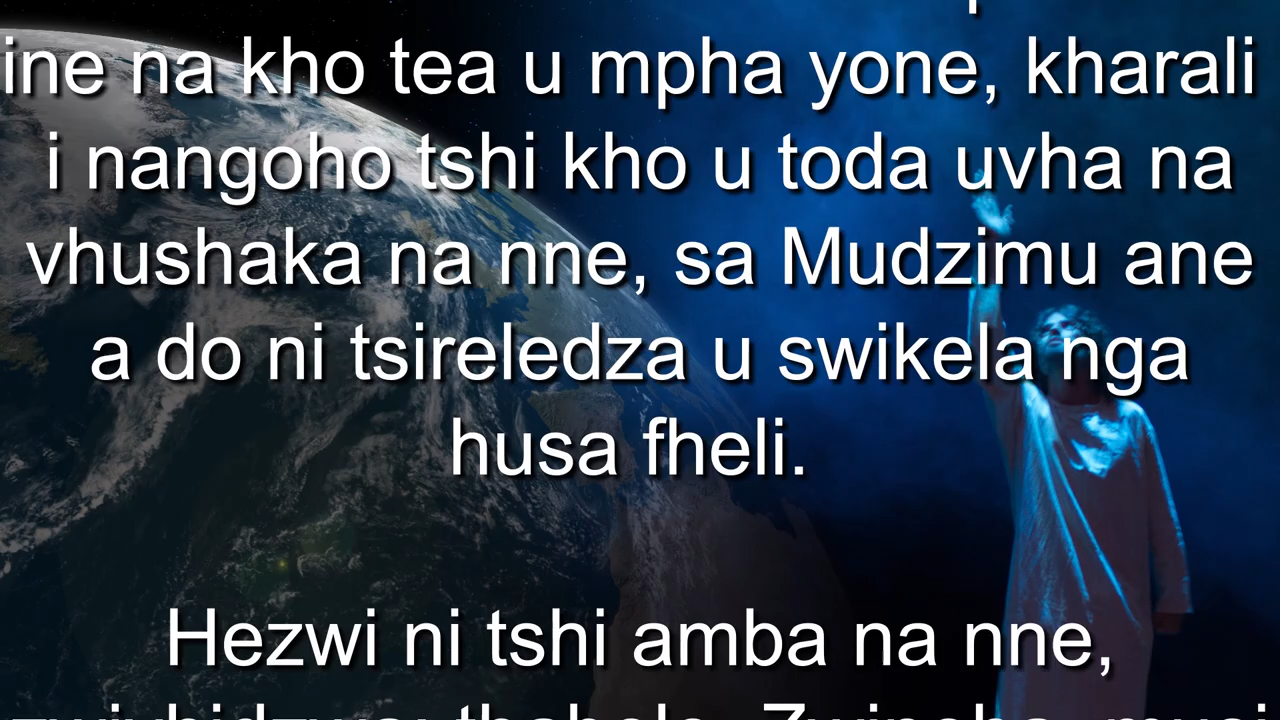 ine na kho tea u mpha yone, kharali
i nangoho tshi kho u toda uvha na
vhushaka na nne, sa Mudzimu ane
a do ni tsireledza u swikela nga
husa fheli.
Hezwi ni tshi amba na nne,